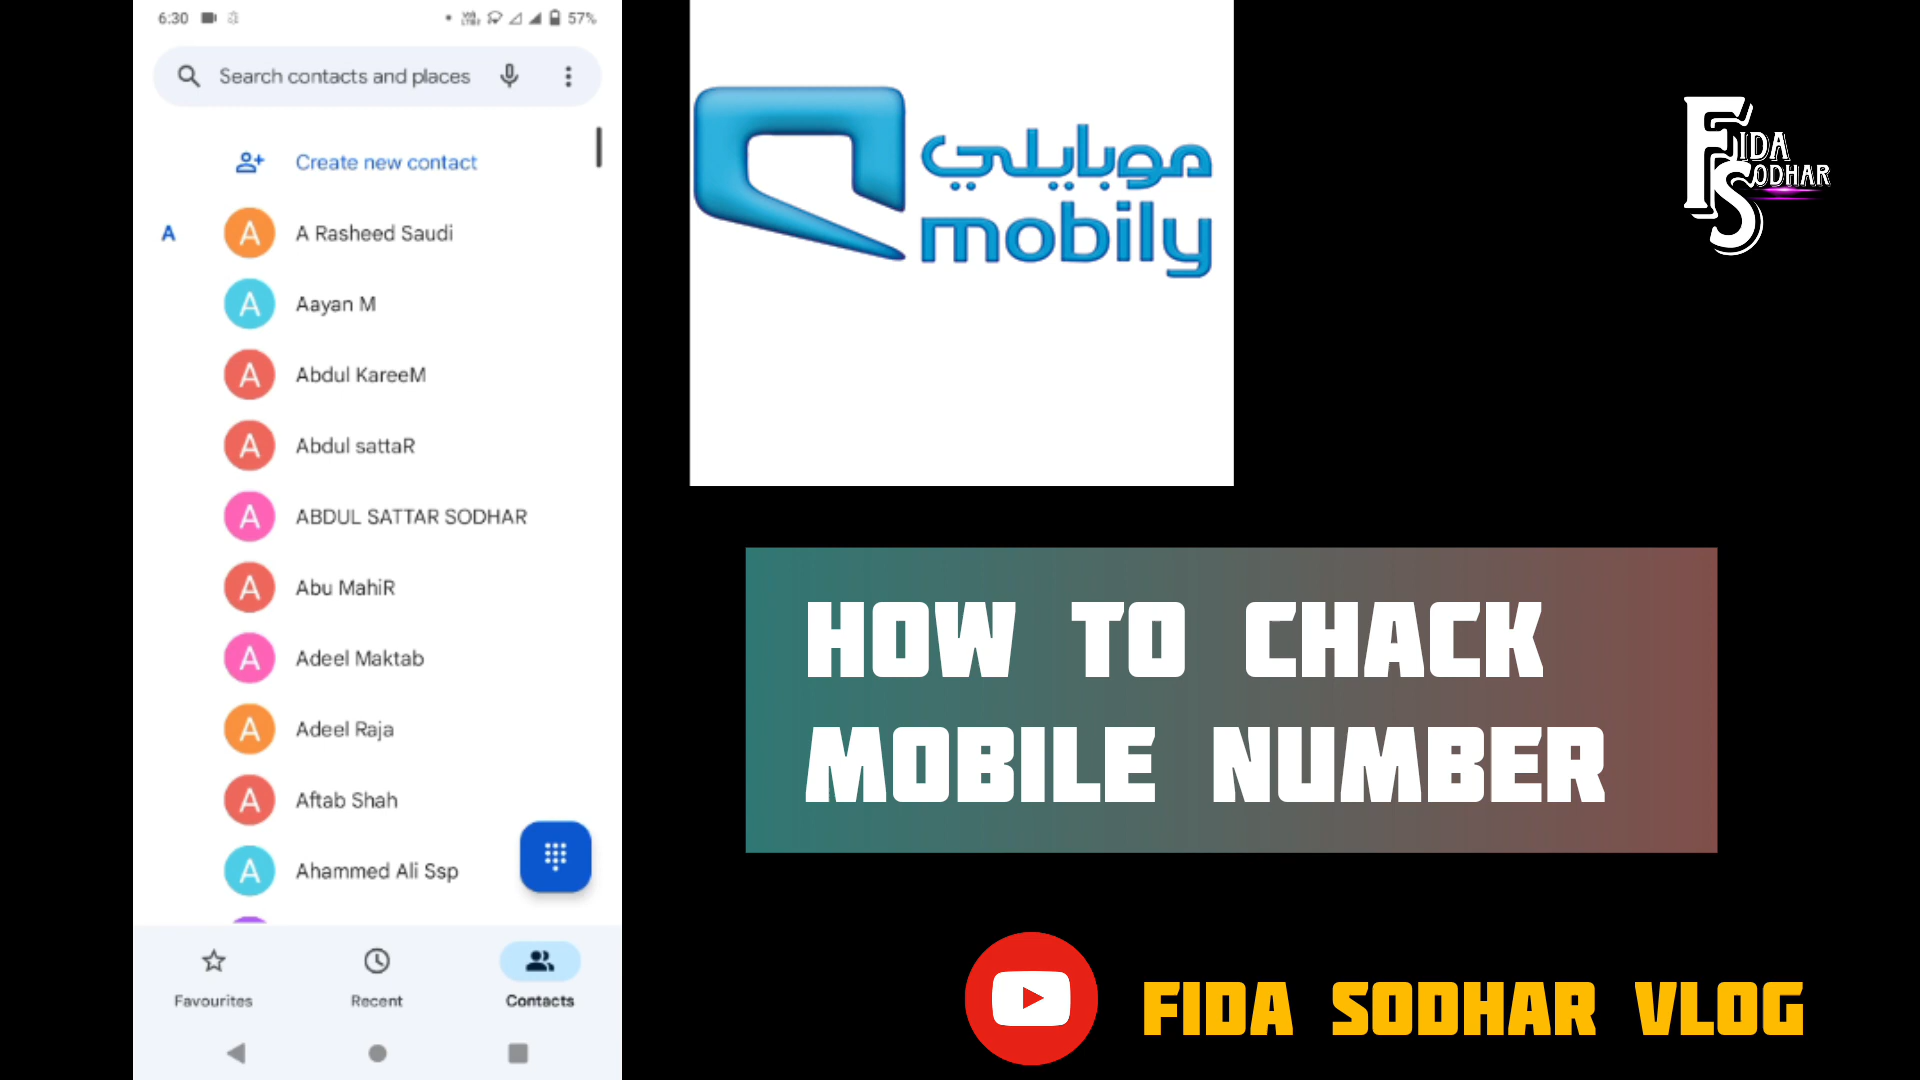 6:30
57%
Search contacts and places
Create new contact
A
A
A Rasheed Saudi
A
Aayan M
A
Abdul KareeM
A
Abdul sattaR
A
ABDUL SATTAR SODHAR
A
Abu MahiR
A
Adeel Maktab
A
Adeel Raja
A
Aftab Shah
A
Ahammed Ali Ssp
Favourites
Recent
Contacts
موبايلي
mobily
FIDA
SODHAR
HOW TO CHACK
MOBILE NUMBER
FIDA SODHAR VLOG